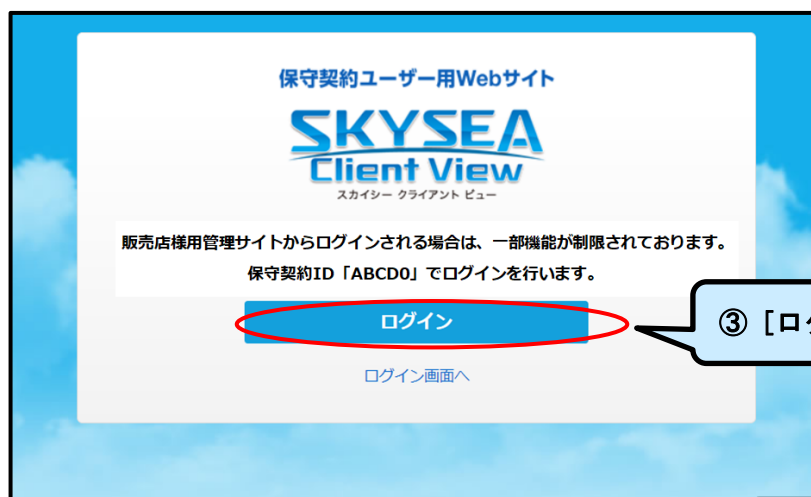 保守契約ユーザー用Webサイト
SKYSEA
Client View
スカイシー クライアント ビュー
販売店様用管理サイトからログインされる場合は、一部機能が制限されております。
保守契約ID「ABCD0」でログインを行います。
ログイン
③［ロ
ログイン画面へ